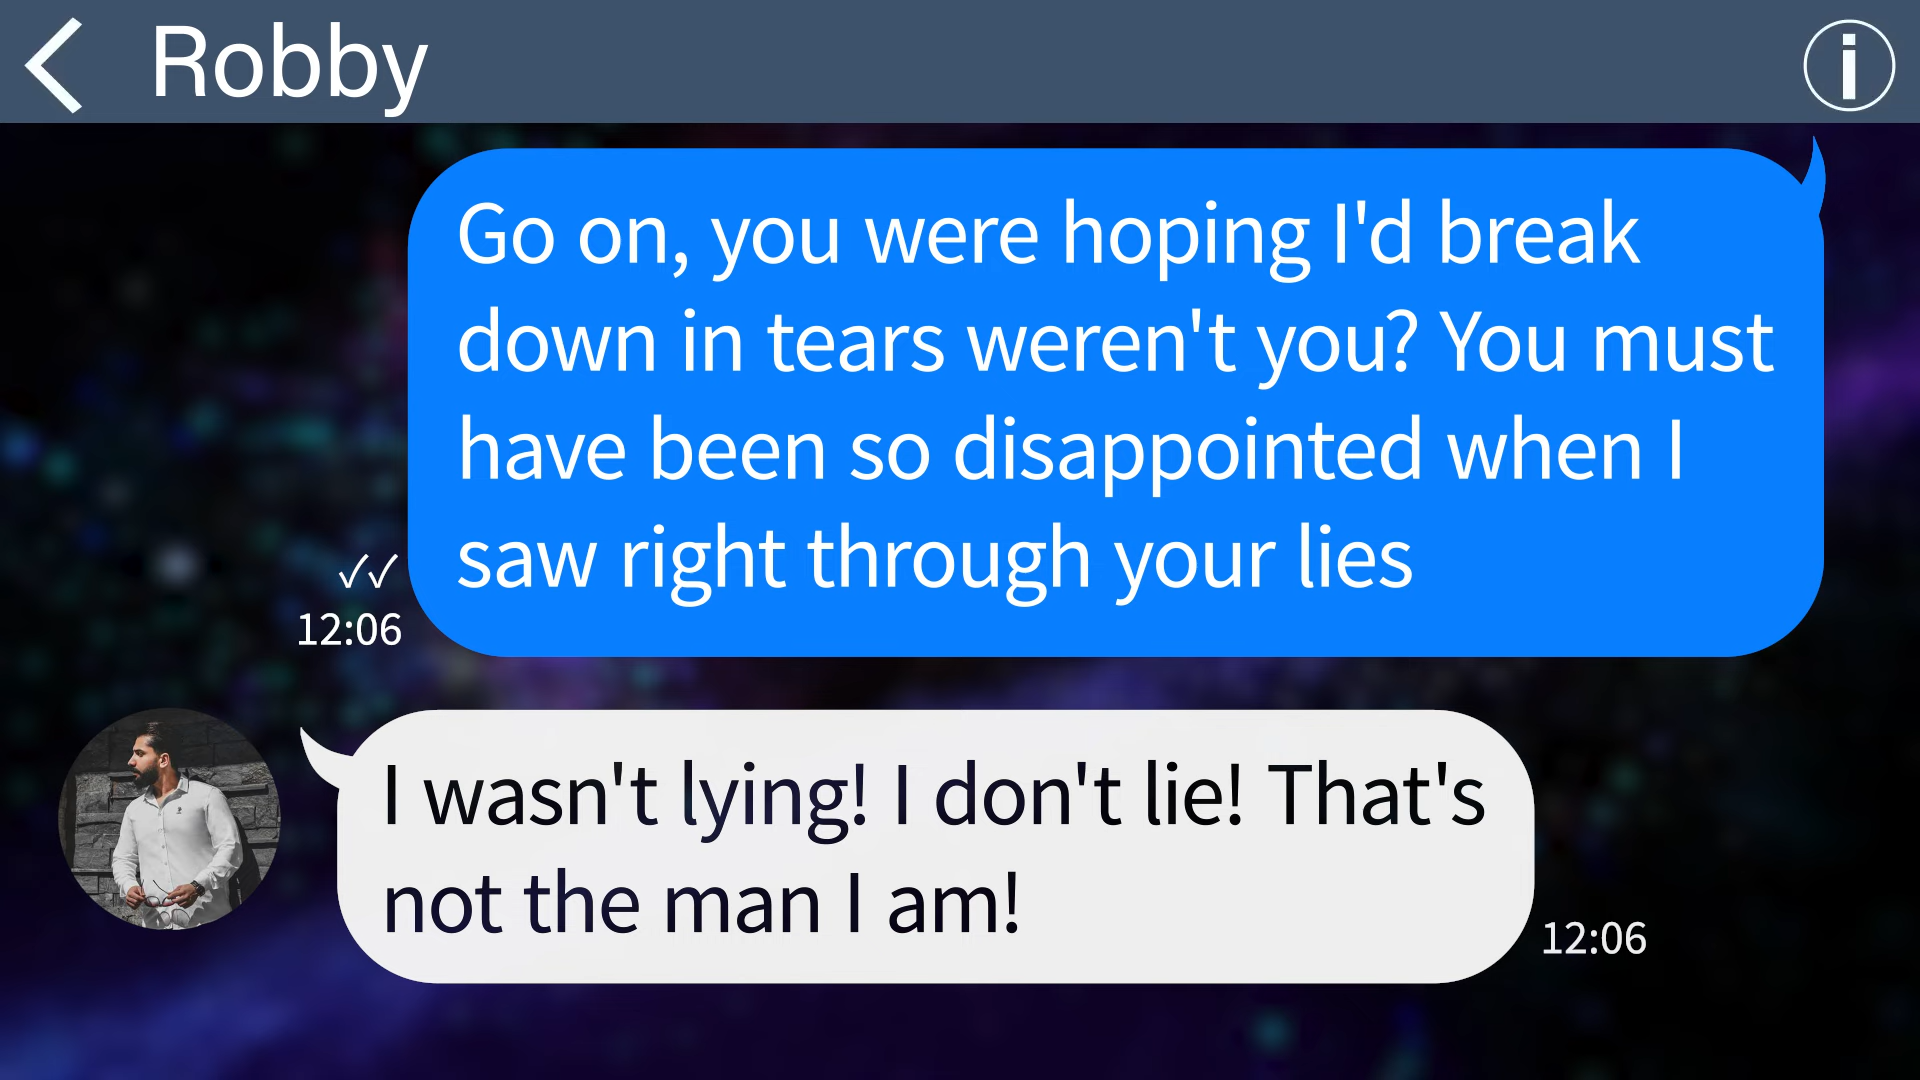 Robby
Go on, you were hoping I'd break
down in tears weren't you? You must
have been so disappointed when I
saw right through your lies
12:06
I wasn't lying! I don't lie! That's
not the man I am!
12:06